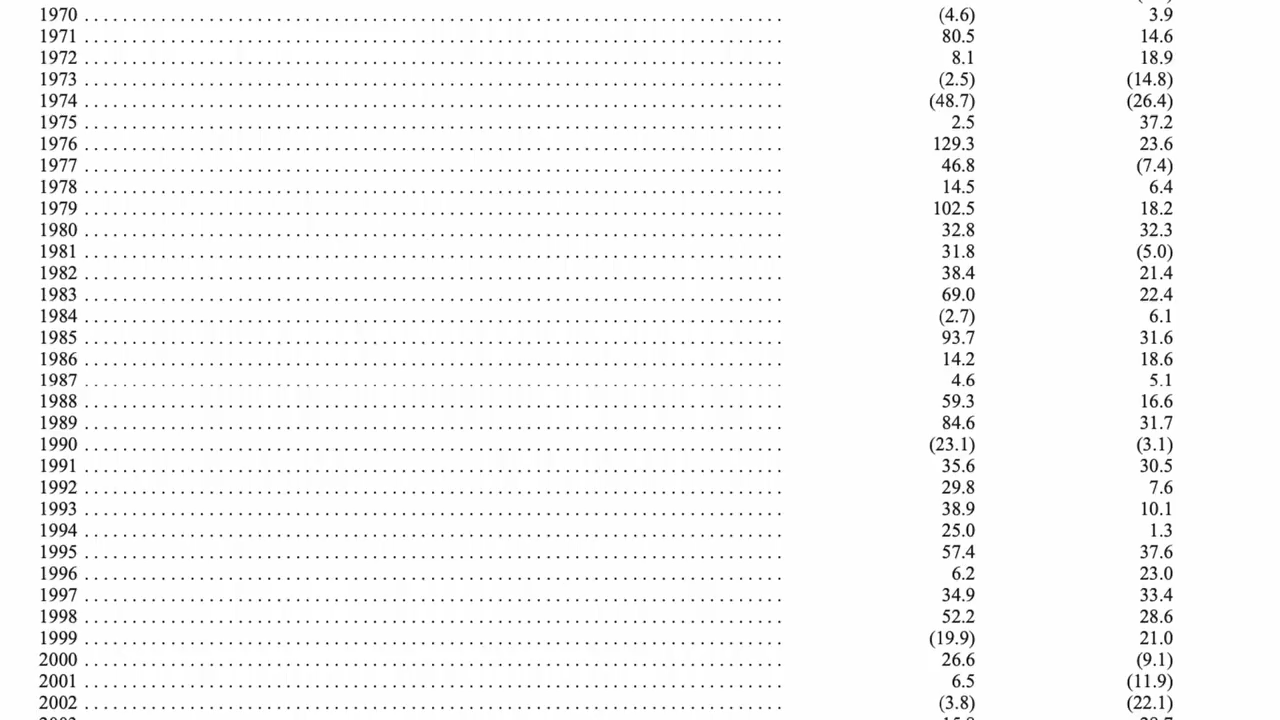 1970 (4.6) 3.9
1971 80.5 14.6
1972 8.1 18.9
1973 (2.5) (14.8)
1974 (48.7) (26.4)
1975 2.5 37.2
1976 129.3 23.6
1977 46.8 (7.4)
1978 14.5 6.4
1979 102.5 18.2
1980 32.8 32.3
1981 31.8 (5.0)
1982 38.4 21.4
1983 69.0 22.4
1984 (2.7) 6.1
1985 93.7 31.6
1986 14.2 18.6
1987 4.6 5.1
1988 59.3 16.6
1989 84.6 31.7
1990 (23.1) (3.1)
1991 35.6 30.5
1992 29.8 7.6
1993 38.9 10.1
1994 25.0 1.3
1995 57.4 37.6
1996 6.2 23.0
1997 34.9 33.4
1998 52.2 28.6
1999 (19.9) 21.0
2000 26.6 (9.1)
2001 6.5 (11.9)
2002 (3.8) (22.1)